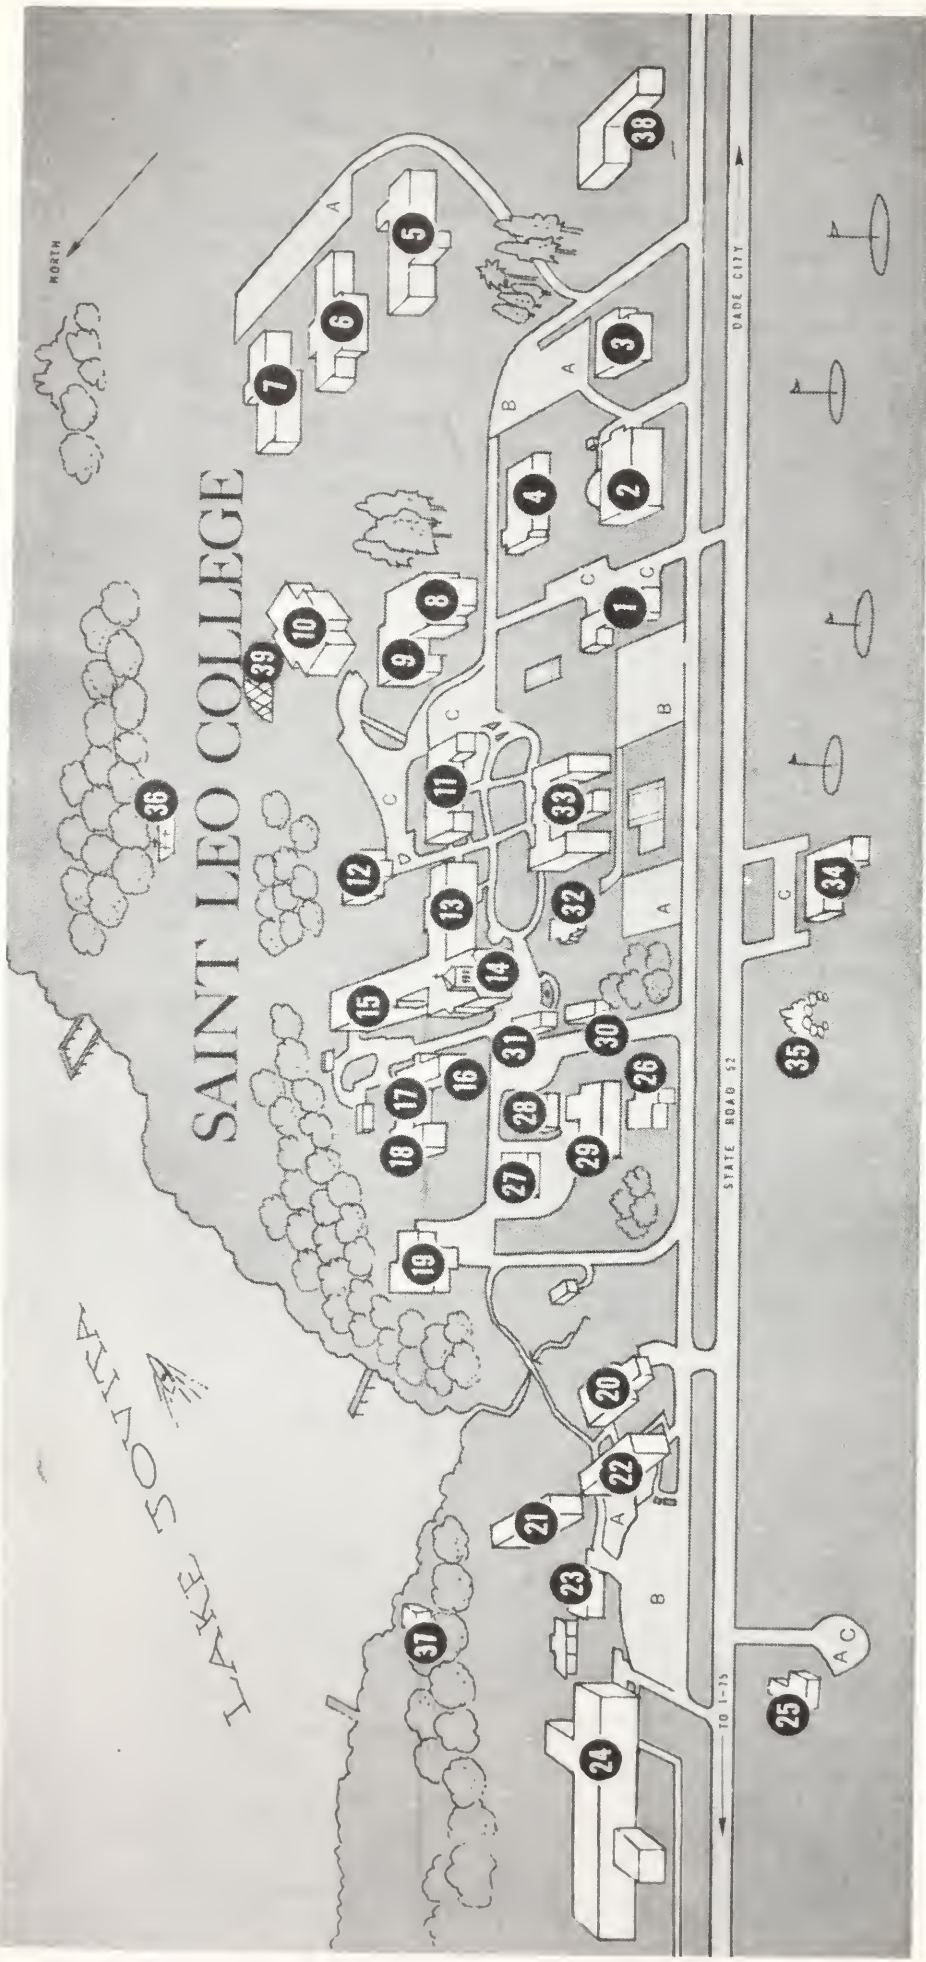 NORTH
SAINT LEO COLLEGE
LAKE JOVITA
STATE ROAD 52
DADE CITY
TO I-75
1
2
3
4
5
6
7
8
9
10
11
12
13
14
15
16
17
18
19
20
21
22
23
24
25
26
27
28
29
30
31
32
33
34
35
36
37
38
39
A
A
B
C
C
C
C
B
A
C
A
B
A C